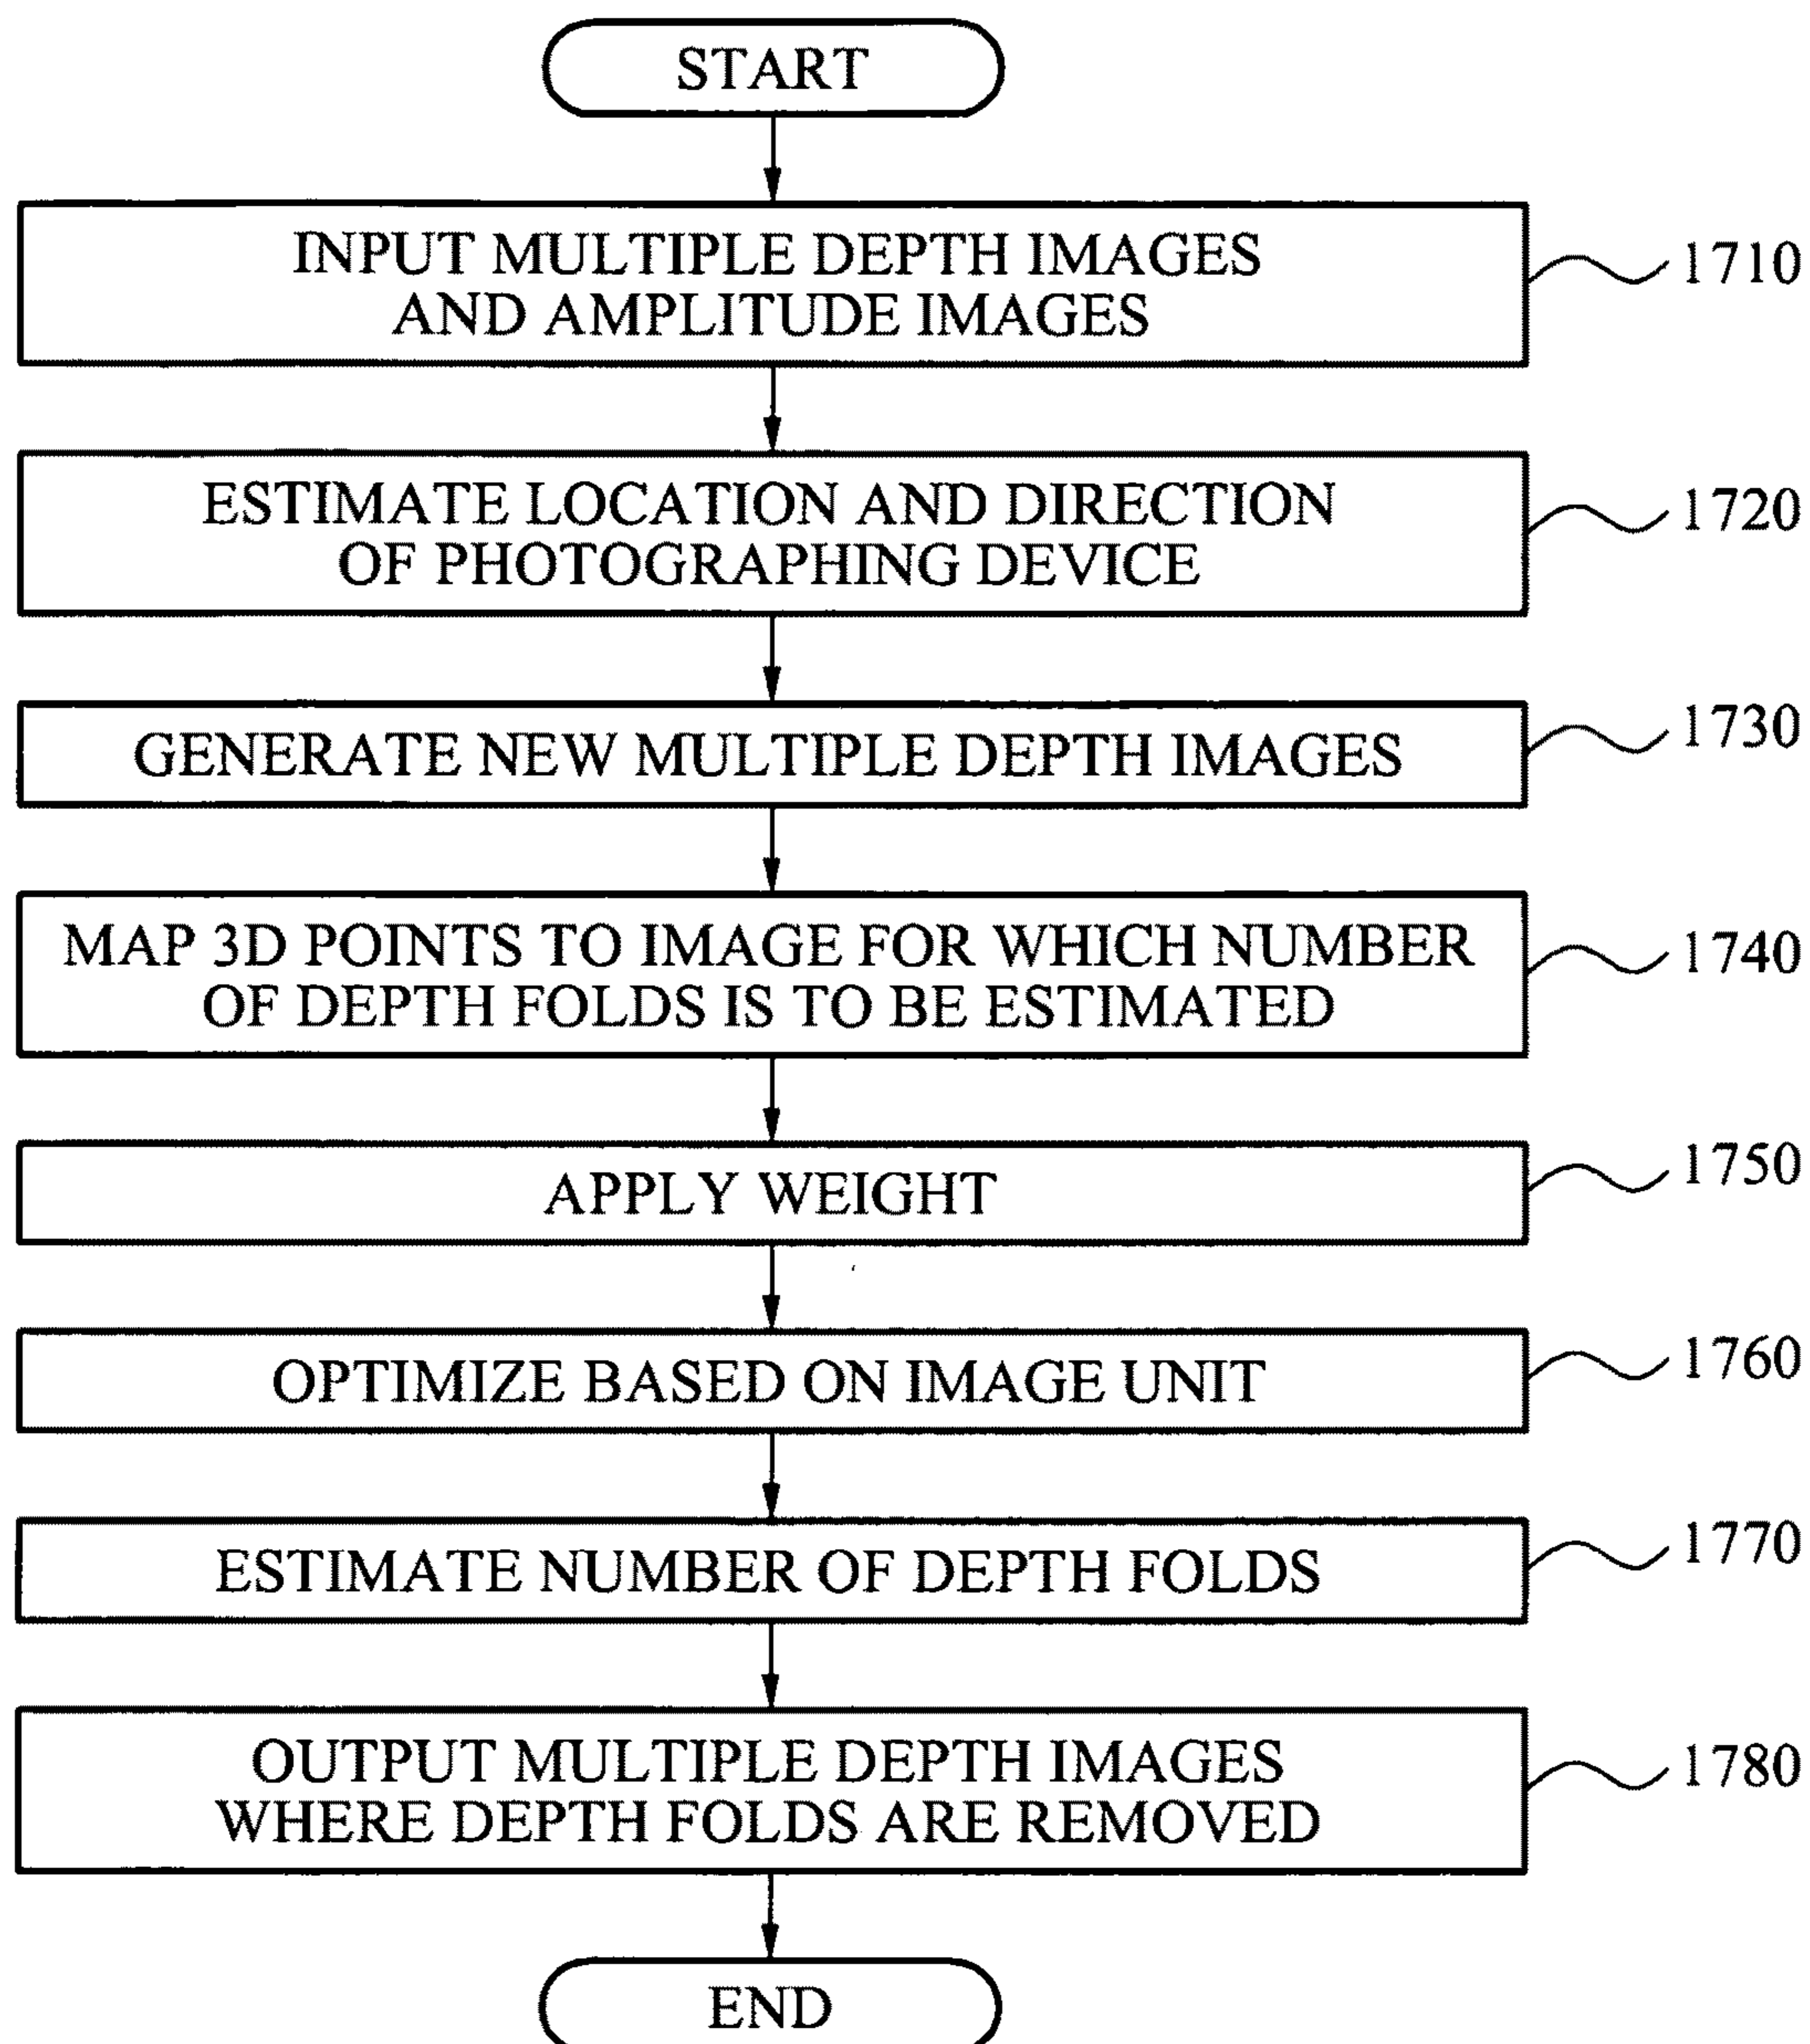 START
INPUT MULTIPLE DEPTH IMAGES
AND AMPLITUDE IMAGES
1710
ESTIMATE LOCATION AND DIRECTION
OF PHOTOGRAPHING DEVICE
1720
GENERATE NEW MULTIPLE DEPTH IMAGES
1730
MAP 3D POINTS TO IMAGE FOR WHICH NUMBER
OF DEPTH FOLDS IS TO BE ESTIMATED
1740
APPLY WEIGHT
1750
OPTIMIZE BASED ON IMAGE UNIT
1760
ESTIMATE NUMBER OF DEPTH FOLDS
1770
OUTPUT MULTIPLE DEPTH IMAGES
WHERE DEPTH FOLDS ARE REMOVED
1780
END